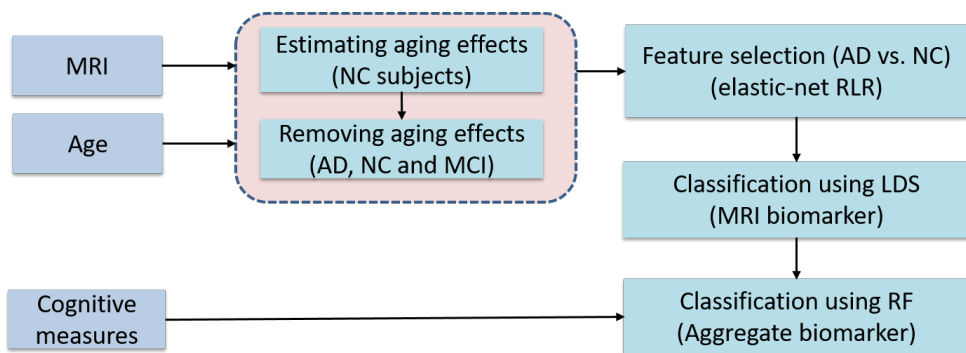 MRI
Estimating aging effects
(NC subjects)
Feature selection (AD vs. NC)
(elastic-net RLR)
Age
Removing aging effects
(AD, NC and MCI)
Classification using LDS
(MRI biomarker)
Cognitive
measures
Classification using RF
(Aggregate biomarker)